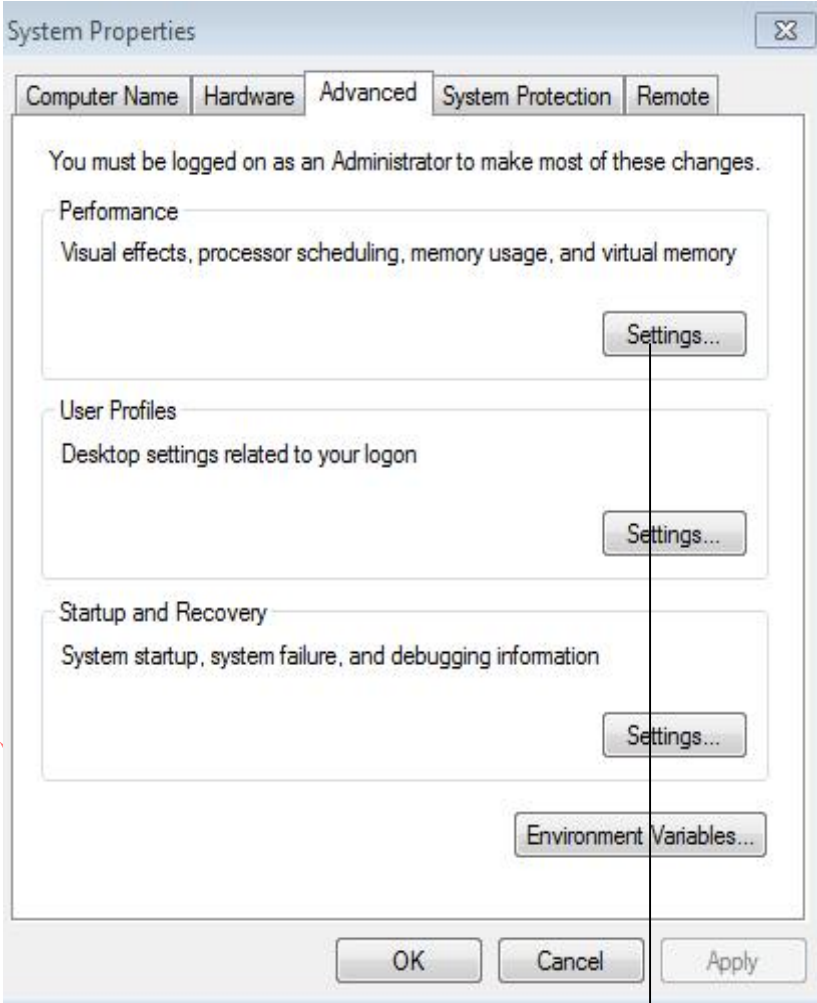 System Properties
Computer Name Hardware Advanced System Protection Remote
You must be logged on as an Administrator to make most of these changes.
Performance
Visual effects, processor scheduling, memory usage, and virtual memory
Settings...
User Profiles
Desktop settings related to your logon
Settings...
Startup and Recovery
System startup, system failure, and debugging information
Settings...
Environment Variables...
OK Cancel Apply